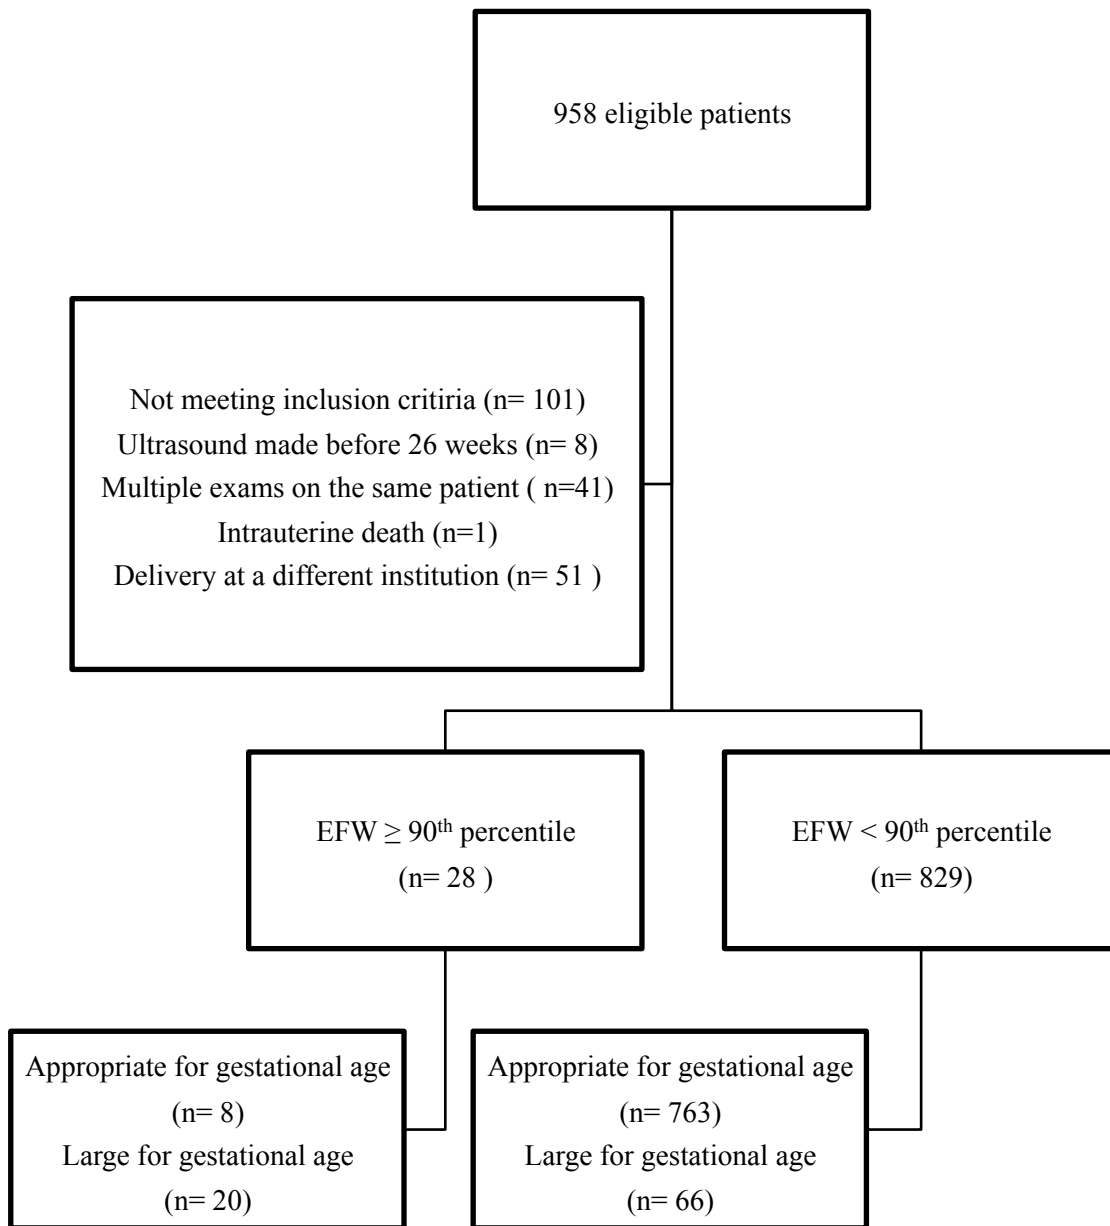 958 eligible patients
Not meeting inclusion critiria (n= 101)
Ultrasound made before 26 weeks (n= 8)
Multiple exams on the same patient ( n=41)
Intrauterine death (n=1)
Delivery at a different institution (n= 51 )
EFW ≥ 90th percentile
(n= 28 )
EFW < 90th percentile
(n= 829)
Appropriate for gestational age
(n= 8)
Large for gestational age
(n= 20)
Appropriate for gestational age
(n= 763)
Large for gestational age
(n= 66)